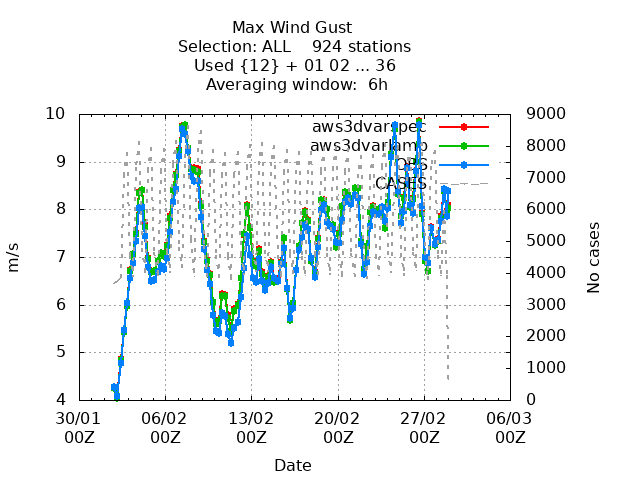 Max Wind Gust
Selection: ALL    924 stations
Used {12} + 01 02 ... 36
Averaging window:  6h
10
9
8
7
6
5
4
m/s
9000
8000
7000
6000
5000
4000
3000
2000
1000
0
No cases
aws3dvarspec
aws3dvarlamb
OBS
CASES
30/01 00Z
06/02 00Z
13/02 00Z
20/02 00Z
27/02 00Z
06/03 00Z
Date